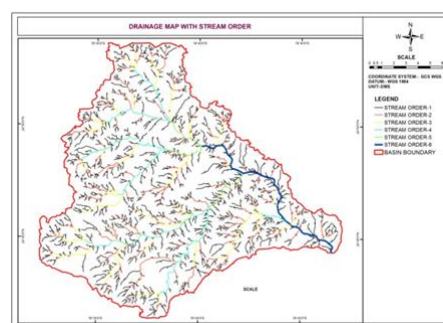 DRAINAGE MAP WITH STREAM ORDER
N
W
E
S
SCALE
COORDINATE SYSTEM : GCS WGS
DATUM - WGS 1984
UNIT-DMS
LEGEND
STREAM ORDER-1
STREAM ORDER-2
STREAM ORDER-3
STREAM ORDER-4
STREAM ORDER-5
STREAM ORDER-6
BASIN BOUNDARY
SCALE